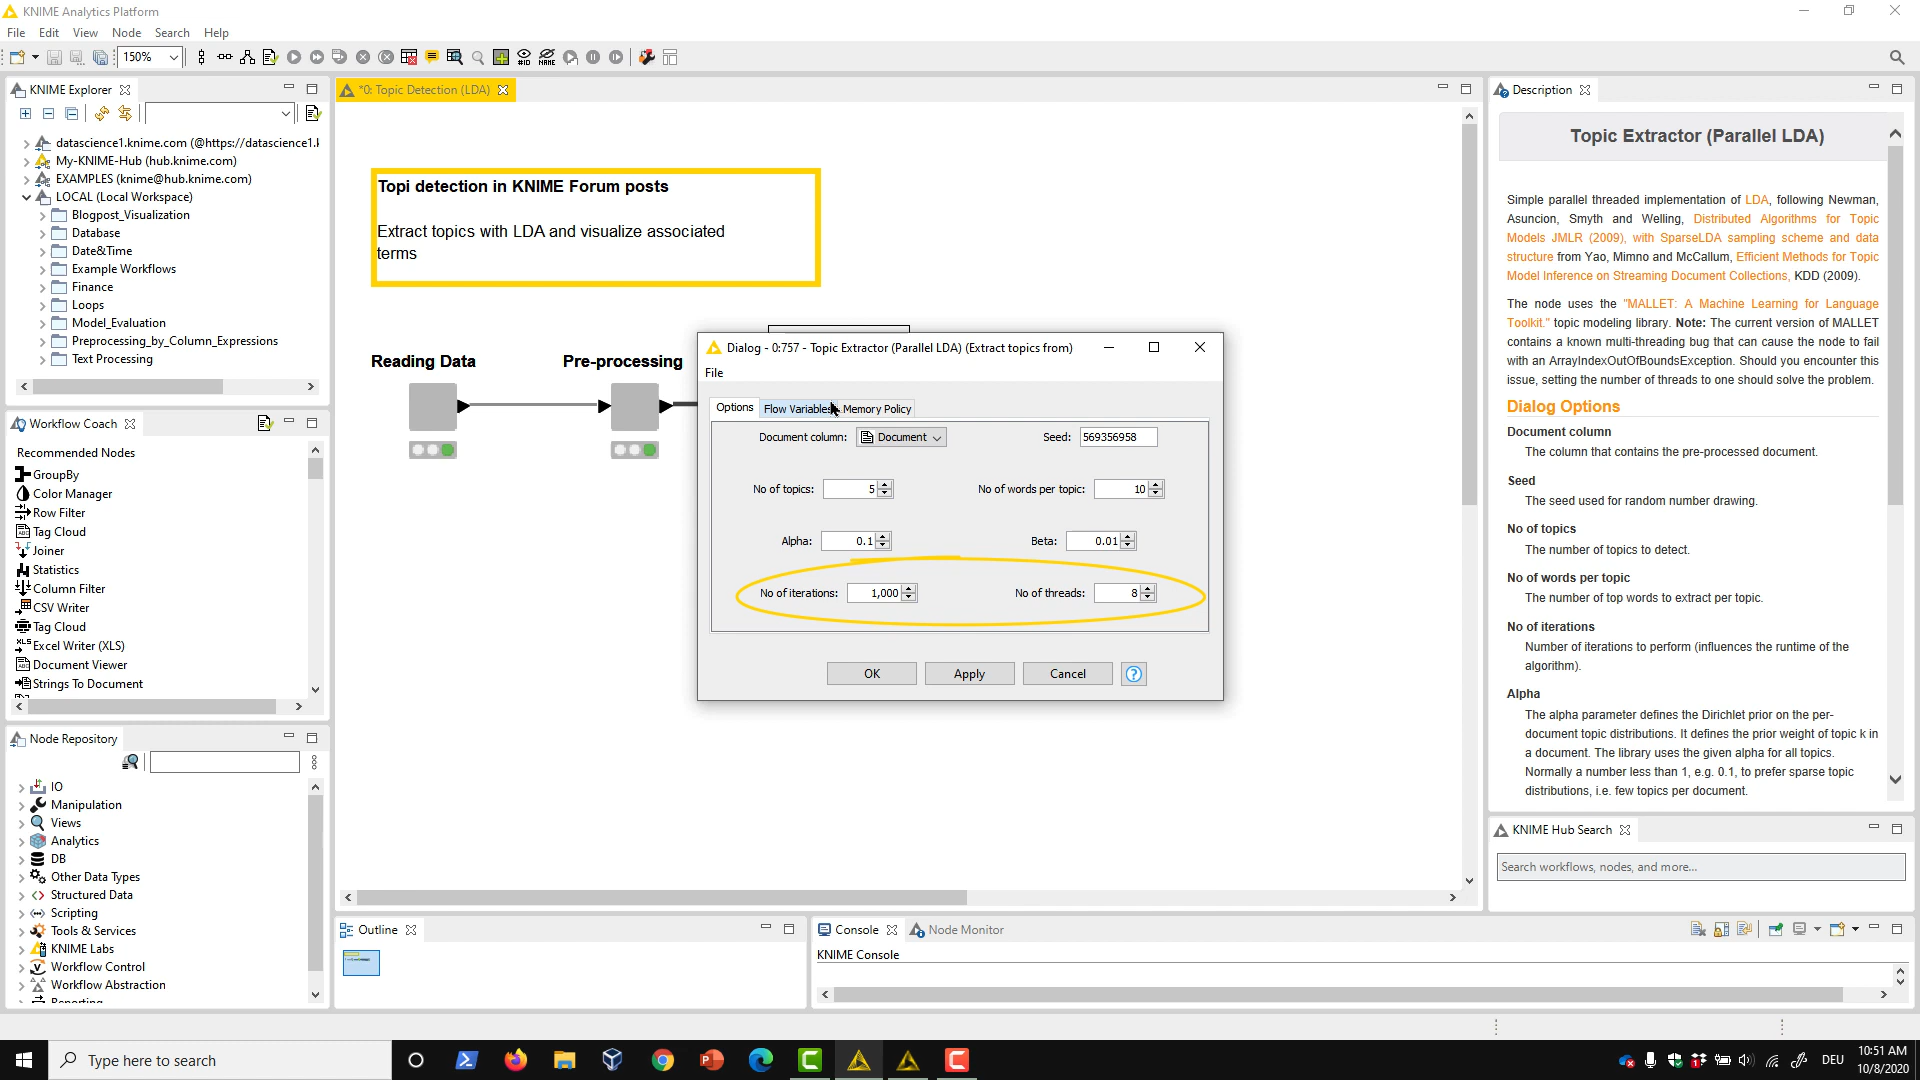 KNIME Analytics Platform
File Edit View Node Search Help
150%
KNIME Explorer
datascience1.knime.com (@https://datascience1.k
My-KNIME-Hub (hub.knime.com)
EXAMPLES (knime@hub.knime.com)
LOCAL (Local Workspace)
Blogpost_Visualization
Database
Date&Time
Example Workflows
Finance
Loops
Model_Evaluation
Preprocessing_by_Column_Expressions
Text Processing
Workflow Coach
Recommended Nodes
GroupBy
Color Manager
Row Filter
Tag Cloud
Joiner
Statistics
Column Filter
CSV Writer
Tag Cloud
Excel Writer (XLS)
Document Viewer
Strings To Document
Node Repository
IO
Manipulation
Views
Analytics
DB
Other Data Types
Structured Data
Scripting
Tools & Services
KNIME Labs
Workflow Control
Workflow Abstraction
Reporting
*0: Topic Detection (LDA)
Topi detection in KNIME Forum posts
Extract topics with LDA and visualize associated
terms
Reading Data
Pre-processing
Dialog - 0:757 - Topic Extractor (Parallel LDA) (Extract topics from)
File
Options Flow Variables Memory Policy
Document column: Document Seed: 569356958
No of topics: 5 No of words per topic: 10
Alpha: 0.1 Beta: 0.01
No of iterations: 1,000 No of threads: 8
OK Apply Cancel ?
Outline
Console Node Monitor
KNIME Console
Description
Topic Extractor (Parallel LDA)
Simple parallel threaded implementation of LDA, following Newman,
Asuncion, Smyth and Welling, Distributed Algorithms for Topic
Models JMLR (2009), with SparseLDA sampling scheme and data
structure from Yao, Mimno and McCallum, Efficient Methods for Topic
Model Inference on Streaming Document Collections, KDD (2009).
The node uses the "MALLET: A Machine Learning for Language
Toolkit." topic modeling library. Note: The current version of MALLET
contains a known multi-threading bug that can cause the node to fail
with an ArrayIndexOutOfBoundsException. Should you encounter this
issue, setting the number of threads to one should solve the problem.
Dialog Options
Document column
The column that contains the pre-processed document.
Seed
The seed used for random number drawing.
No of topics
The number of topics to detect.
No of words per topic
The number of top words to extract per topic.
No of iterations
Number of iterations to perform (influences the runtime of the
algorithm).
Alpha
The alpha parameter defines the Dirichlet prior on the per-
document topic distributions. It defines the prior weight of topic k in
a document. The library uses the given alpha for all topics.
Normally a number less than 1, e.g. 0.1, to prefer sparse topic
distributions, i.e. few topics per document.
KNIME Hub Search
Search workflows, nodes, and more...
Type here to search
DEU
10:51 AM
10/8/2020